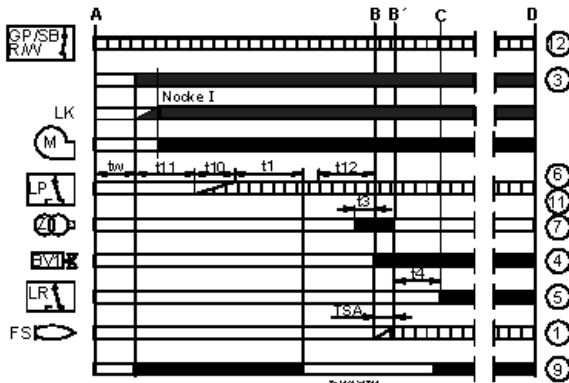 A B B´ C D
GP/SB
R/W 12
3
Nocke I
LK
M
tw t11 t10 t1 t12
LP 6
11
t3
Z 7
BV1 4
t4
LR 5
TSA
FS 1
9